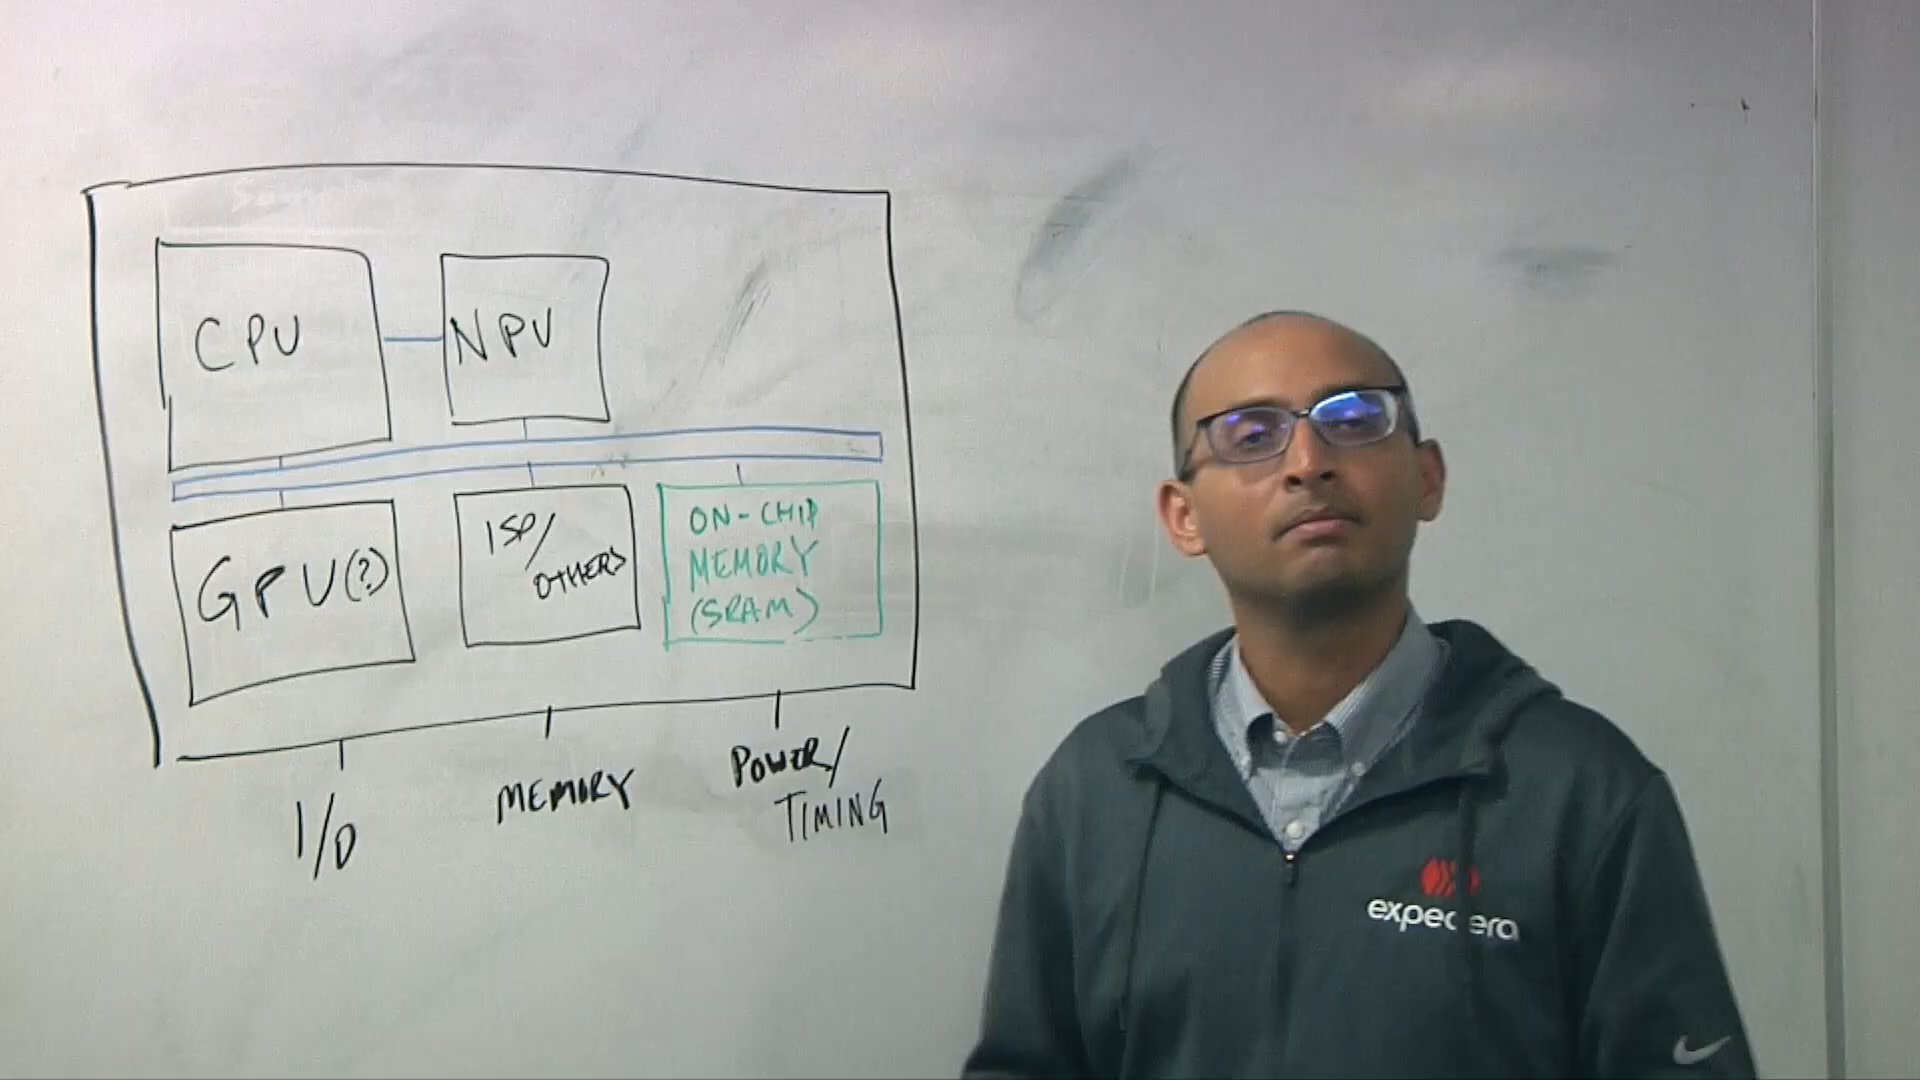 CPU
NPU
GPU(?)
ISP/
OTHERS
ON-CHIP
MEMORY
(SRAM)
I/O
MEMORY
POWER/
TIMING
expedera